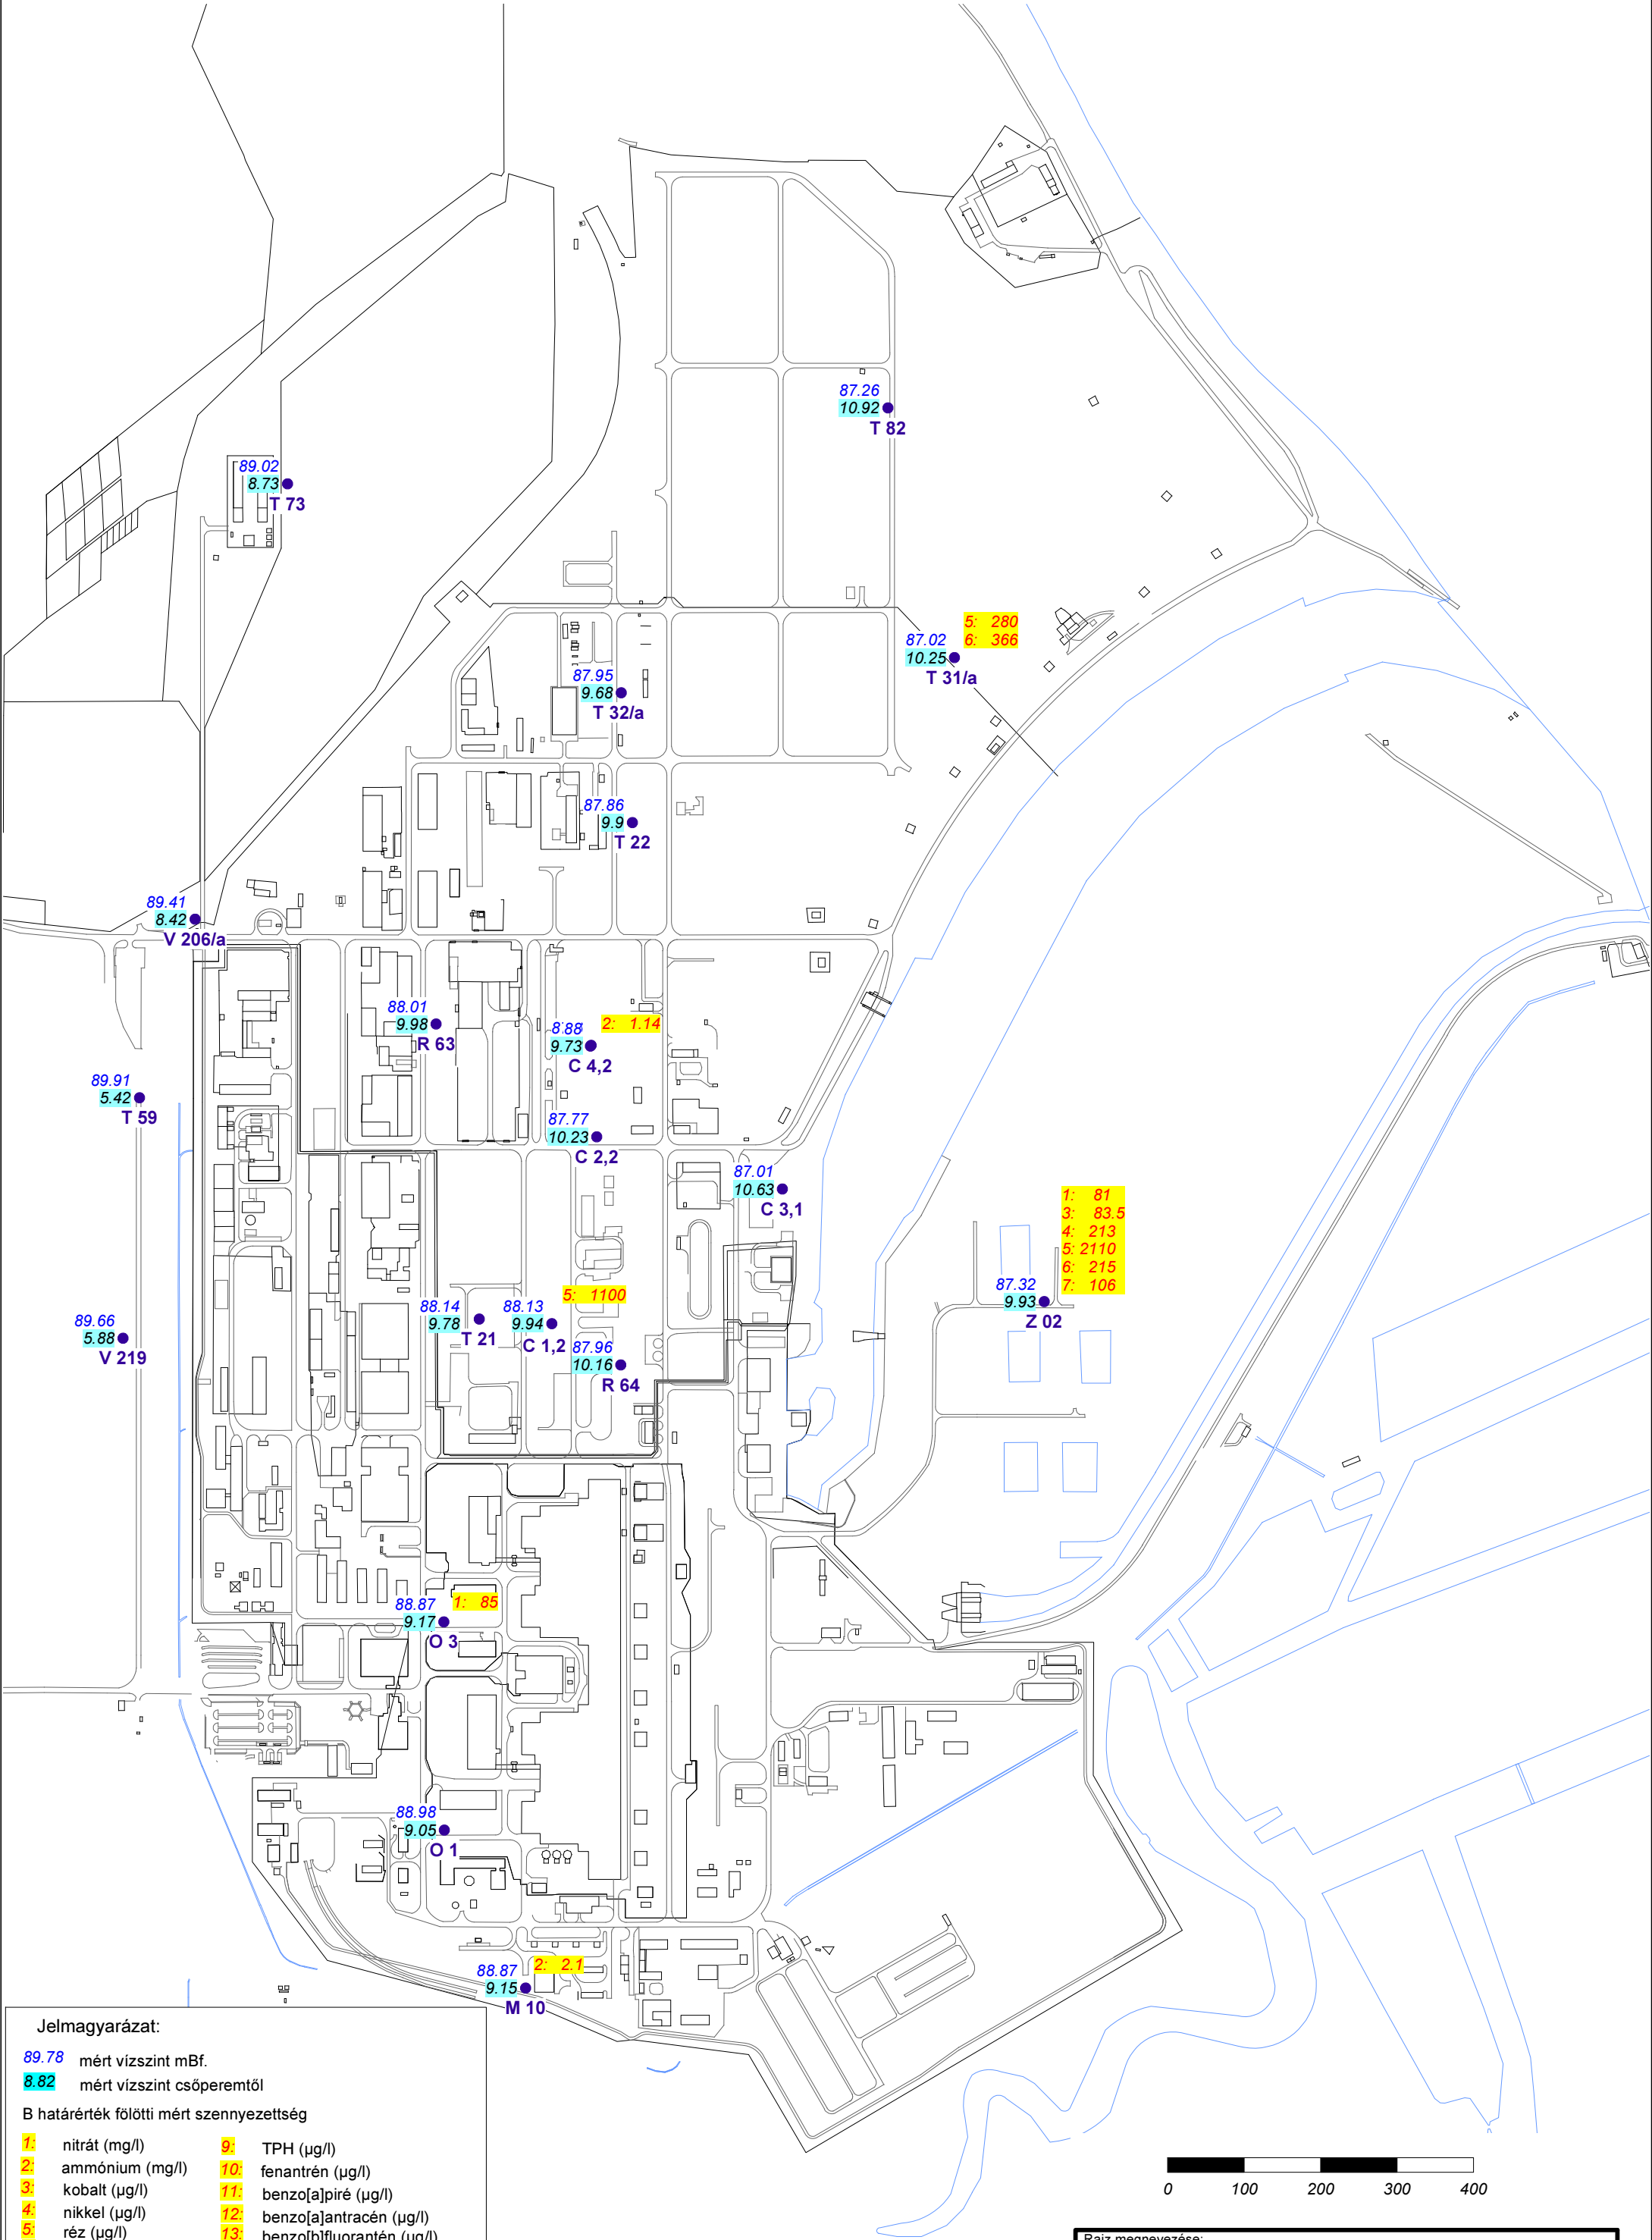 87.26
10.92
T 82
89.02
8.73
T 73
5: 280
6: 366
87.02
10.25
T 31/a
87.95
9.68
T 32/a
87.86
9.9
T 22
89.41
8.42
V 206/a
88.01
9.98
R 63
2: 1.14
9.73
C 4,2
89.91
5.42
T 59
87.77
10.23
C 2,2
87.01
10.63
C 3,1
1: 81
3: 83.5
4: 213
5: 2110
6: 215
7: 106
87.32
9.93
Z 02
5: 1100
88.14
9.78
T 21
88.13
9.94
C 1,2
89.66
5.88
V 219
87.96
10.16
R 64
1: 85
88.87
9.17
O 3
88.98
9.05
O 1
2: 2.1
88.87
9.15
M 10
Jelmagyarázat:
89.78 mért vízszint mBf.
8.82 mért vízszint csőperemtől
B határérték fölötti mért szennyezettség
1: nitrát (mg/l)
2: ammónium (mg/l)
3: kobalt (µg/l)
4: nikkel (µg/l)
5: réz (µg/l)
9: TPH (µg/l)
10: fenantrén (µg/l)
11: benzo[a]piré (µg/l)
12: benzo[a]antracén (µg/l)
13: benzo[b]fluorantén (µg/l)
0 100 200 300 400
Rajz megnevezése: